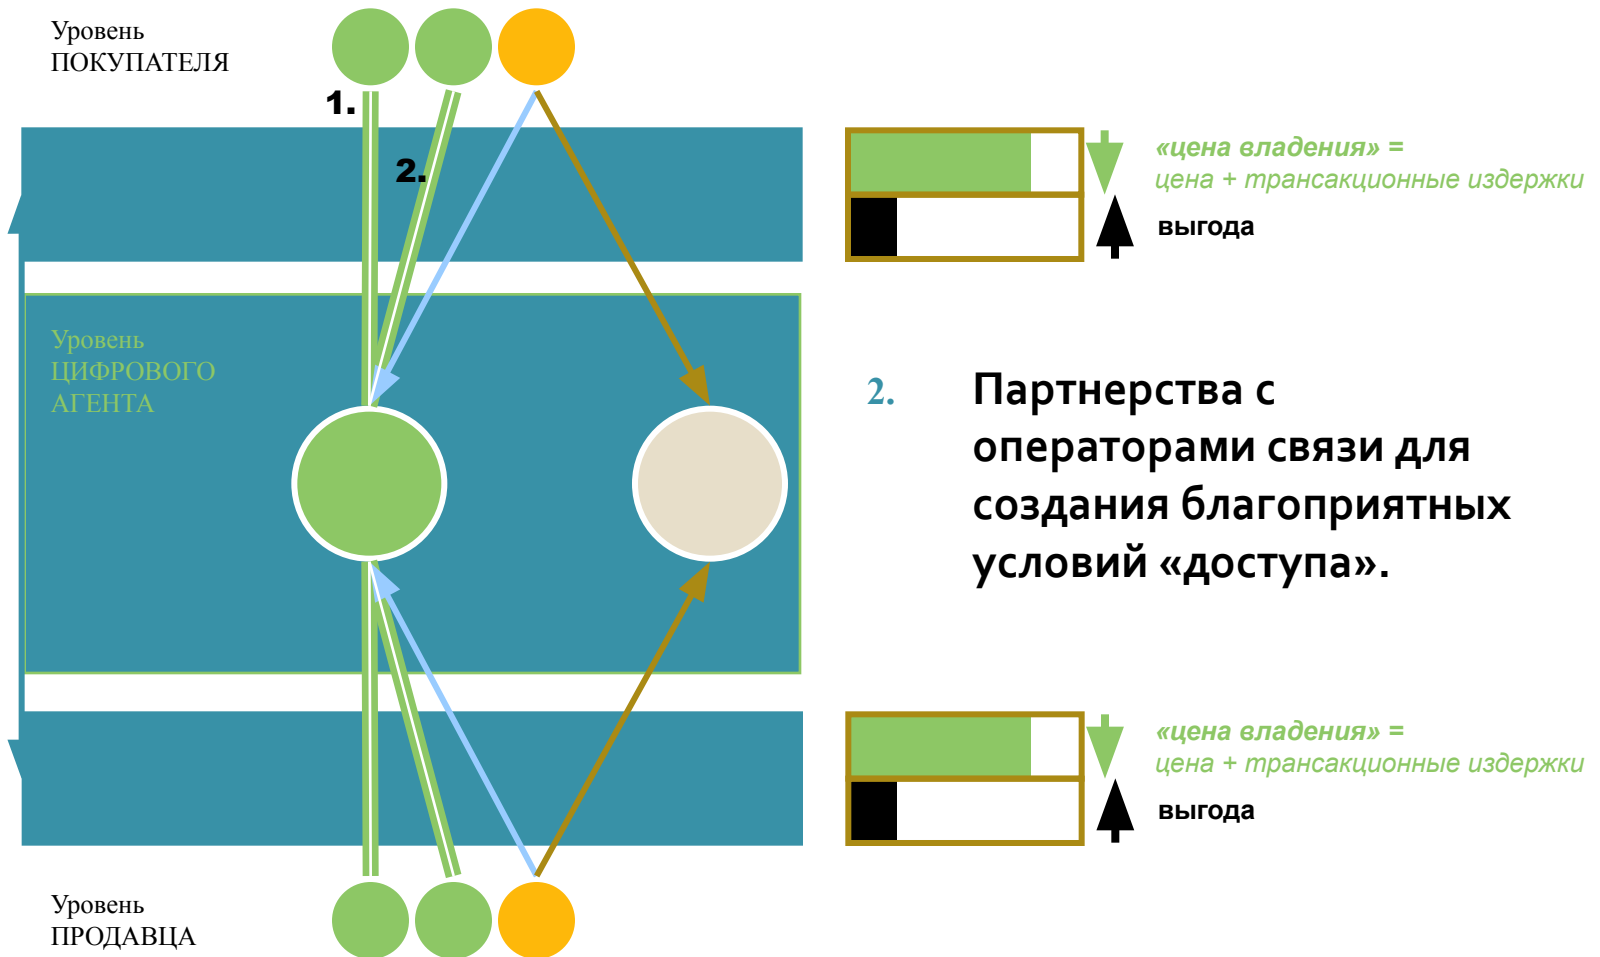 Уровень
ПОКУПАТЕЛЯ
1.
2.
«цена владения» =
цена + трансакционные издержки
выгода
Уровень
ЦИФРОВОГО
АГЕНТА
2. Партнерства с
операторами связи для
создания благоприятных
условий «доступа».
«цена владения» =
цена + трансакционные издержки
выгода
Уровень
ПРОДАВЦА